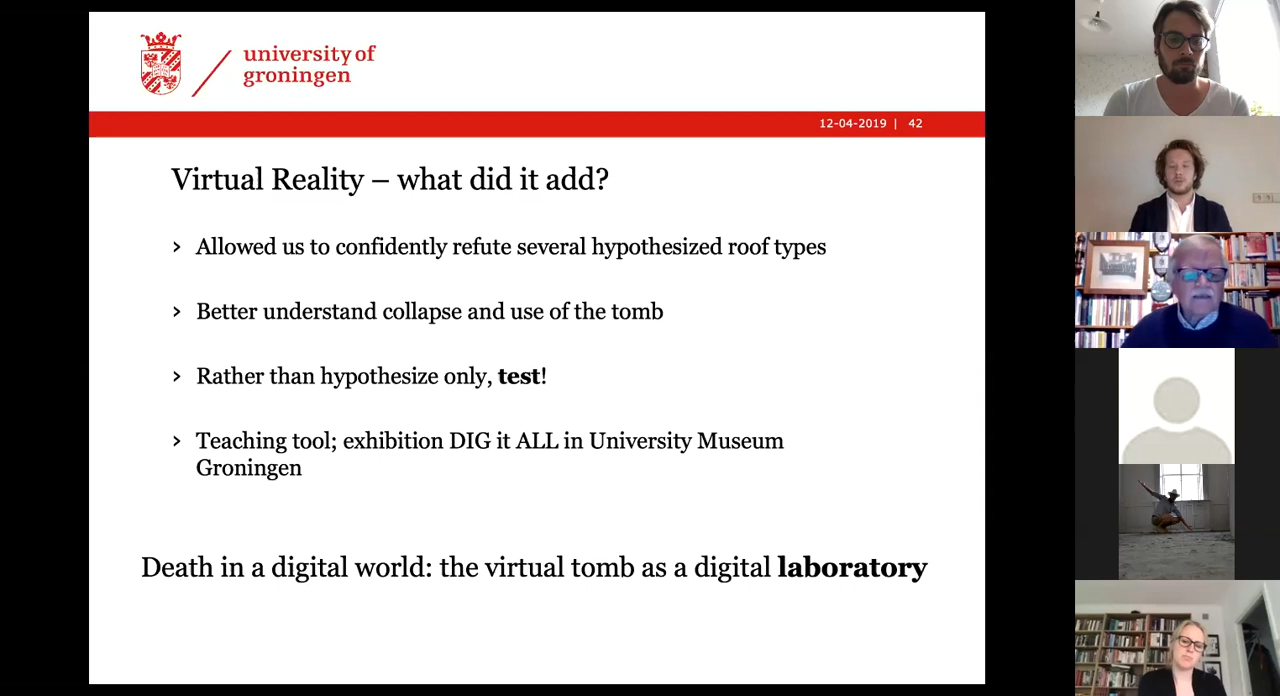 university of
groningen
12-04-2019 | 42
Virtual Reality – what did it add?
› Allowed us to confidently refute several hypothesized roof types
› Better understand collapse and use of the tomb
› Rather than hypothesize only, test!
› Teaching tool; exhibition DIG it ALL in University Museum
Groningen
Death in a digital world: the virtual tomb as a digital laboratory